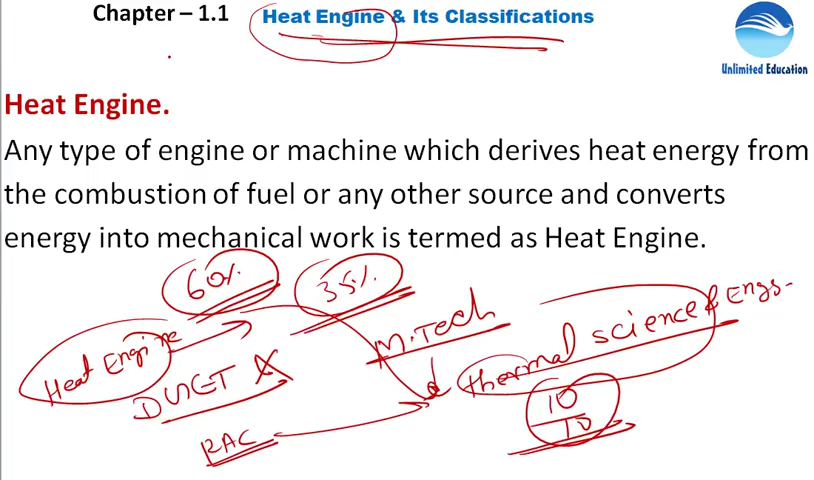 Chapter – 1.1 Heat Engine & Its Classifications
Unlimited Education
Heat Engine.
Any type of engine or machine which derives heat energy from
the combustion of fuel or any other source and converts
energy into mechanical work is termed as Heat Engine.
60% 35%
Heat Engine M.Tech thermal science & Engg.
RAC
10
10